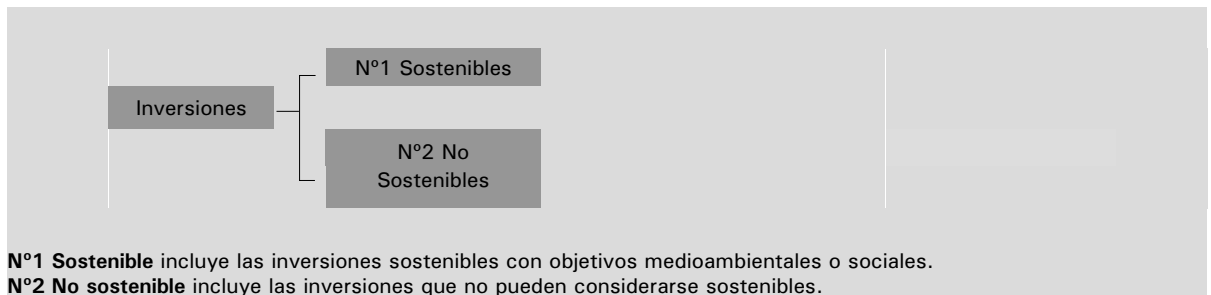 Nº1 Sostenibles
Inversiones
Nº2 No
Sostenibles
Nº1 Sostenible incluye las inversiones sostenibles con objetivos medioambientales o sociales.
Nº2 No sostenible incluye las inversiones que no pueden considerarse sostenibles.